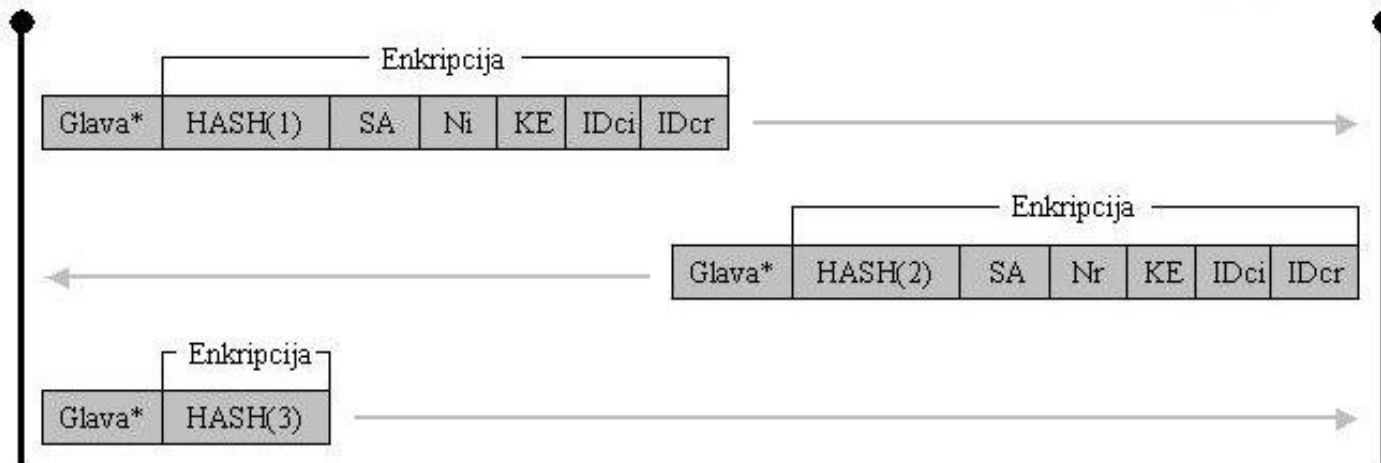 Enkripcija
Glava* HASH(1) SA Ni KE IDci IDcr
Enkripcija
Glava* HASH(2) SA Nr KE IDci IDcr
Enkripcija
Glava* HASH(3)